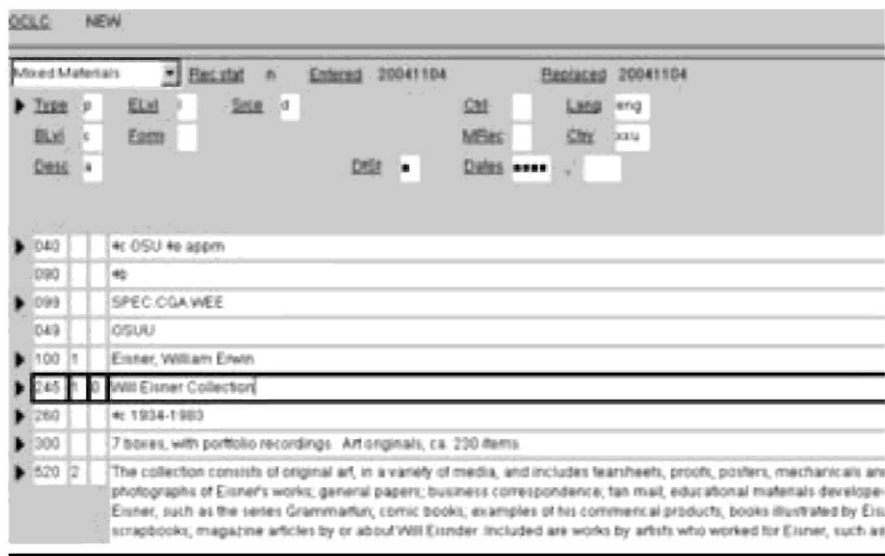 OCLC NEW
Mixed Materials Rec stat n Entered 20041104 Replaced 20041104
Type p ELvl I Srce d Ctrl Lang eng
BLvl c Form MRec Ctry xxu
Desc a DtSt ■ Dates ■■■■ ,
040 ‡c OSU ‡e appm
090 ‡b
099 SPEC.CGA.WEE
049 OSUU
100 1 Eisner, William Erwin
245 1 0 Will Eisner Collection
260 ‡c 1934-1983
300 7 boxes, with portfolio recordings. Art originals, ca. 230 items
520 2 The collection consists of original art, in a variety of media, and includes tearsheets, proofs, posters, mechanicals
photographs of Eisner's works; general papers; business correspondence; fan mail; educational materials
Eisner, such as the series Grammarfun; comic books; examples of his commerical products; books illustrated by
scrapbooks; magazine articles by or about Will Eisnder. Included are works by artists who worked for Eisner, such as